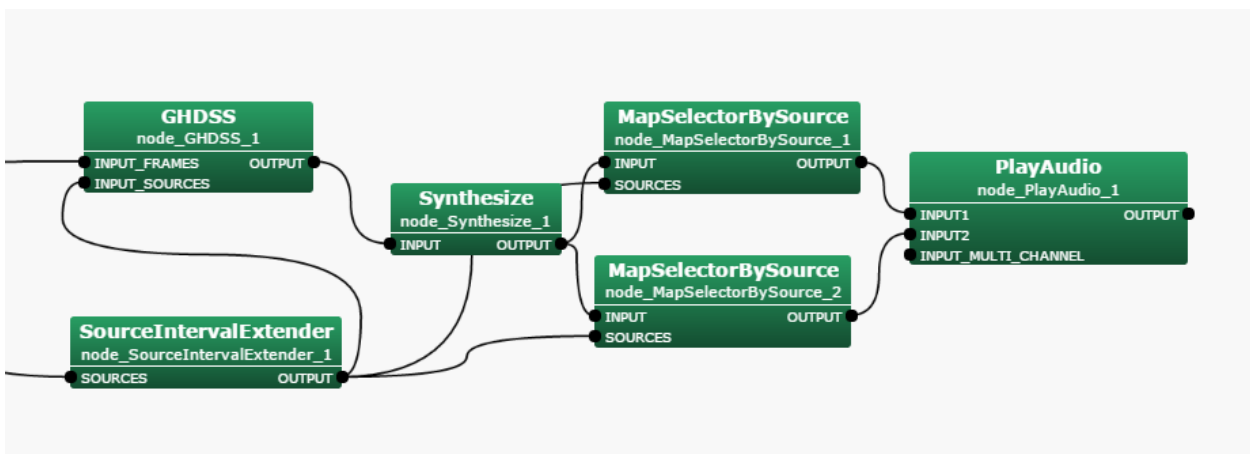 GHDSS
node_GHDSS_1
INPUT_FRAMES OUTPUT
INPUT_SOURCES
SourceIntervalExtender
node_SourceIntervalExtender_1
SOURCES OUTPUT
Synthesize
node_Synthesize_1
INPUT OUTPUT
MapSelectorBySource
node_MapSelectorBySource_1
INPUT OUTPUT
SOURCES
MapSelectorBySource
node_MapSelectorBySource_2
INPUT OUTPUT
SOURCES
PlayAudio
node_PlayAudio_1
INPUT1 OUTPUT
INPUT2
INPUT_MULTI_CHANNEL